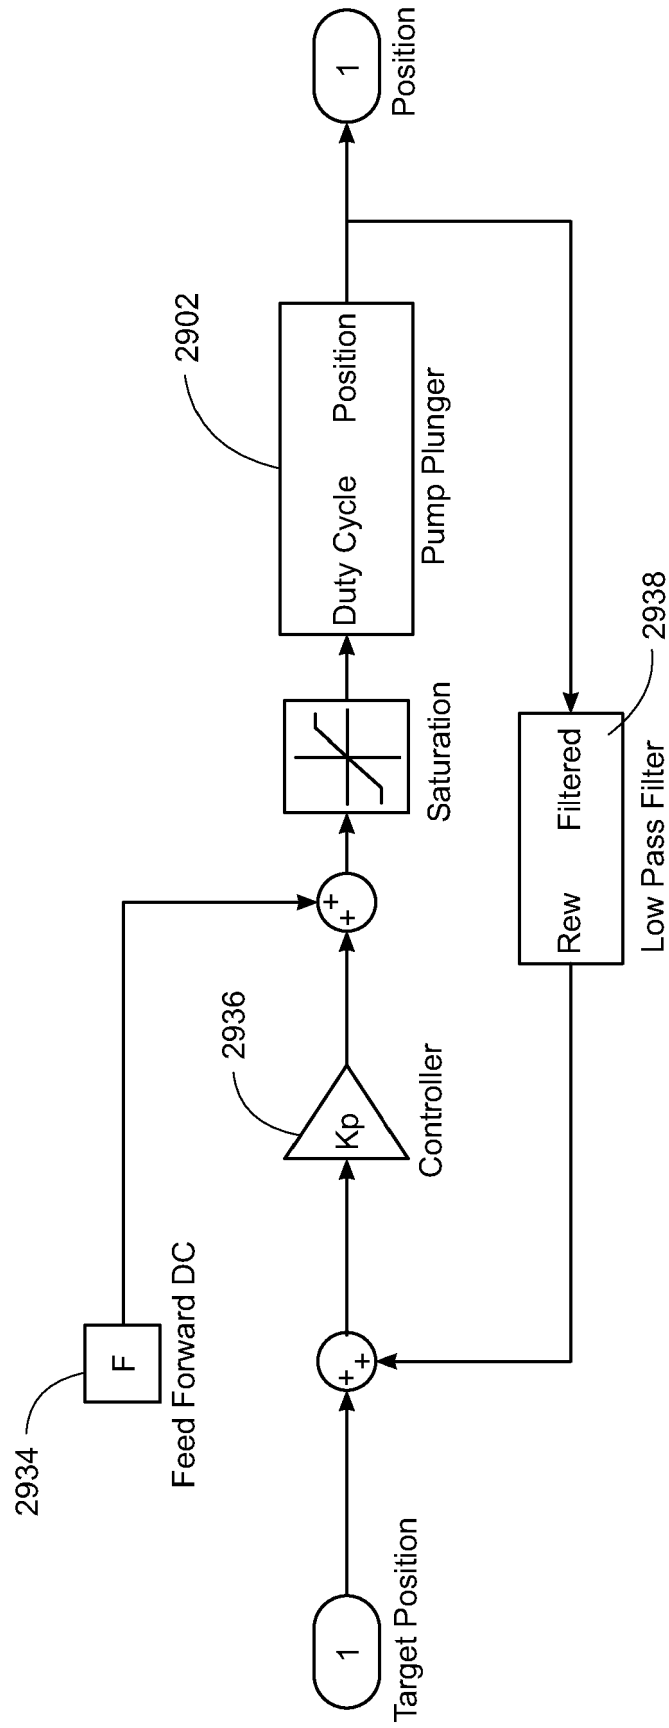 2934
F
Feed Forward DC
1
Target Position
+
+
2936
Kp
Controller
+
+
Saturation
2902
Duty Cycle Position
Pump Plunger
1
Position
Rew Filtered
2938
Low Pass Filter